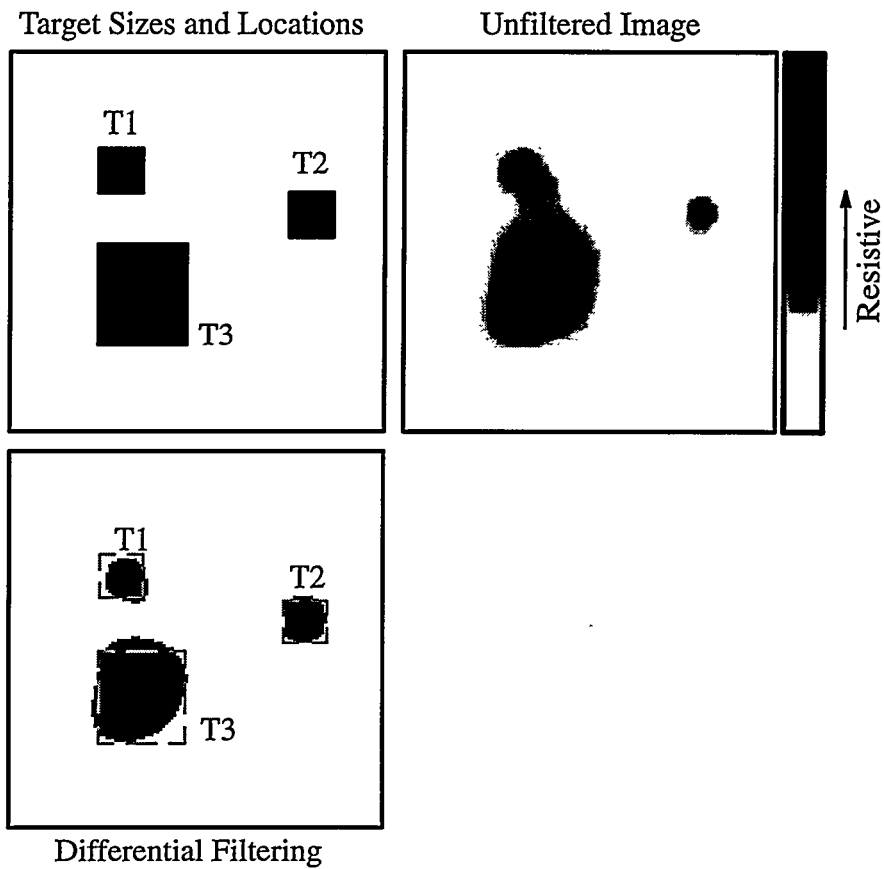 Target Sizes and Locations
Unfiltered Image
T1
T2
T3
Resistive
T1
T2
T3
Differential Filtering